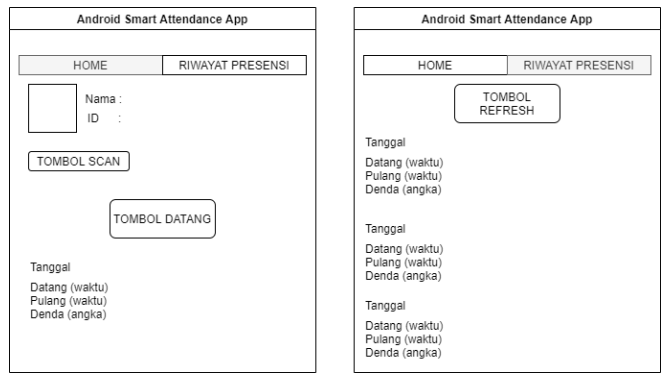 Android Smart Attendance App
HOME
RIWAYAT PRESENSI
Nama :
ID :
TOMBOL SCAN
TOMBOL DATANG
Tanggal
Datang (waktu)
Pulang (waktu)
Denda (angka)
Android Smart Attendance App
HOME
RIWAYAT PRESENSI
TOMBOL
REFRESH
Tanggal
Datang (waktu)
Pulang (waktu)
Denda (angka)
Tanggal
Datang (waktu)
Pulang (waktu)
Denda (angka)
Tanggal
Datang (waktu)
Pulang (waktu)
Denda (angka)